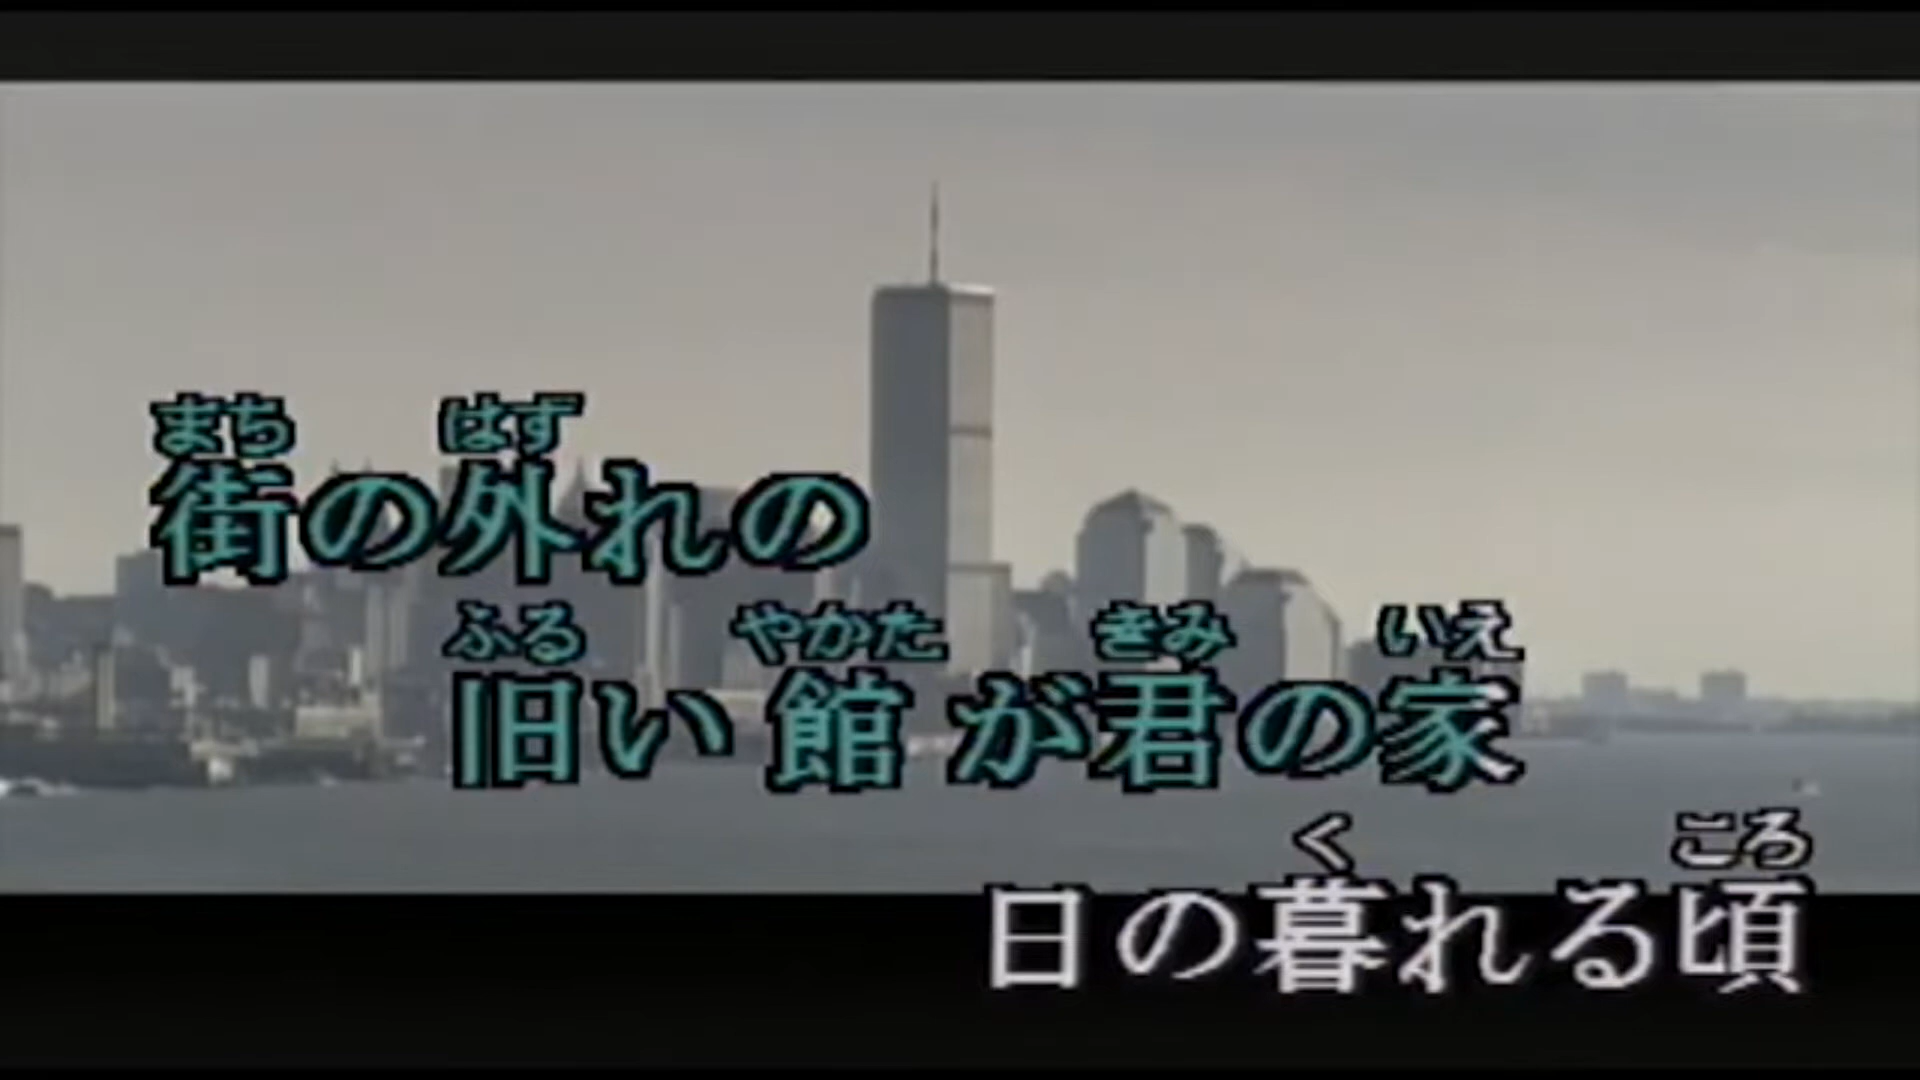 まち はず
街の外れの
ふる やかた きみ いえ
旧い館が君の家
く ころ
日の暮れる頃